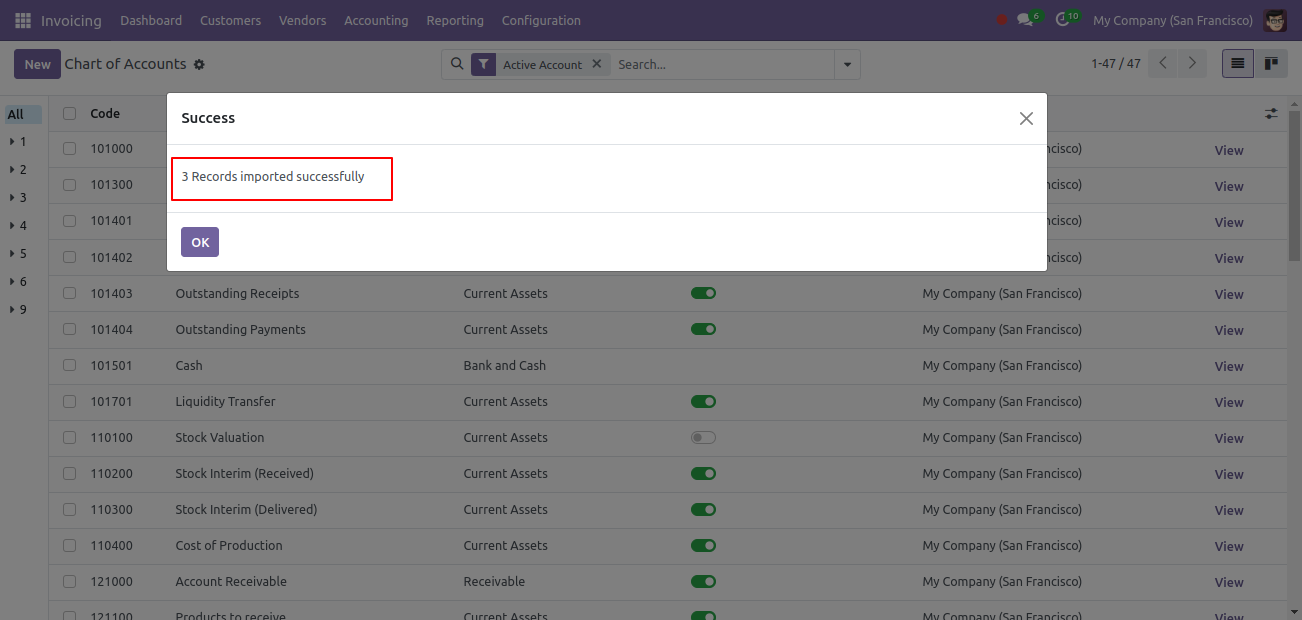 Invoicing Dashboard Customers Vendors Accounting Reporting Configuration 6 10 My Company (San Francisco)
New Chart of Accounts Active Account Search... 1-47 / 47
All Code
Success
1 101000 ncisco) View
3 Records imported successfully
2 101300 ncisco) View
3 101401 ncisco) View
4
OK
5 101402 ncisco) View
6 101403 Outstanding Receipts Current Assets My Company (San Francisco) View
9
101404 Outstanding Payments Current Assets My Company (San Francisco) View
101501 Cash Bank and Cash My Company (San Francisco) View
101701 Liquidity Transfer Current Assets My Company (San Francisco) View
110100 Stock Valuation Current Assets My Company (San Francisco) View
110200 Stock Interim (Received) Current Assets My Company (San Francisco) View
110300 Stock Interim (Delivered) Current Assets My Company (San Francisco) View
110400 Cost of Production Current Assets My Company (San Francisco) View
121000 Account Receivable Receivable My Company (San Francisco) View
121100 Products to receive Current Assets My Company (San Francisco) View